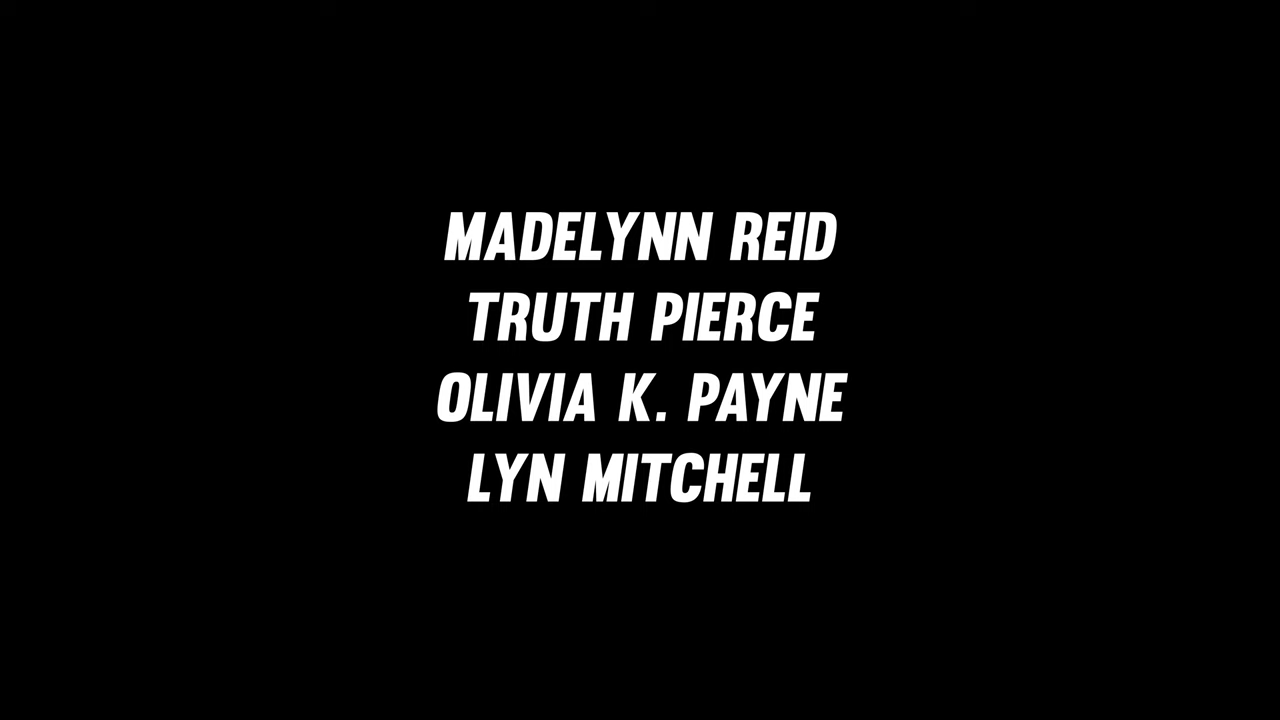 MADELYNN REID
TRUTH PIERCE
OLIVIA K. PAYNE
LYN MITCHELL